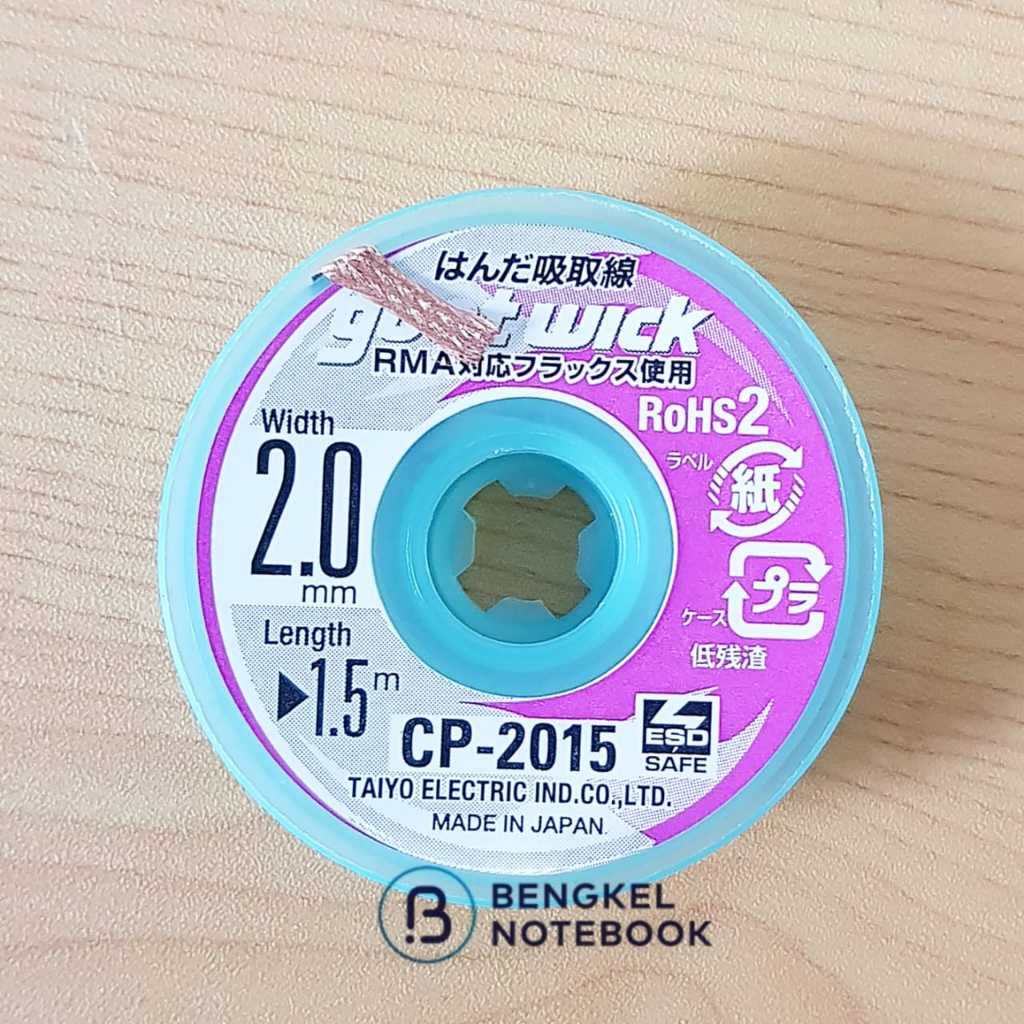 はんだ吸取線
wick
RMA対応フラックス使用
Width
2.0
mm
Length
▶1.5m
RoHS2
ラベル
紙
プラ
ケース
低残渣
CP-2015
ESD
SAFE
TAIYO ELECTRIC IND.CO.,LTD.
MADE IN JAPAN
BENGKEL
NOTEBOOK